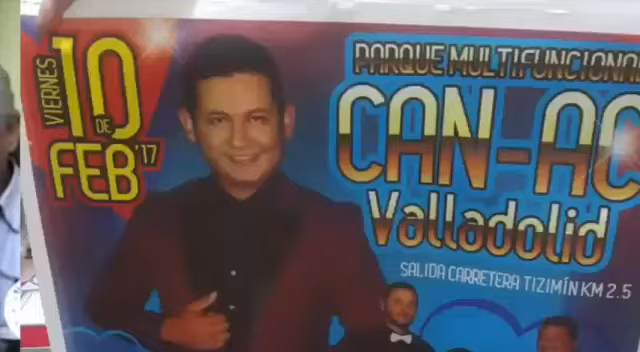 VIERNES
10
DE
FEB'17
PARQUE MULTIFUNCIONAL
CAN-AC
Valladolid
SALIDA CARRETERA TIZIMÍN KM 2.5